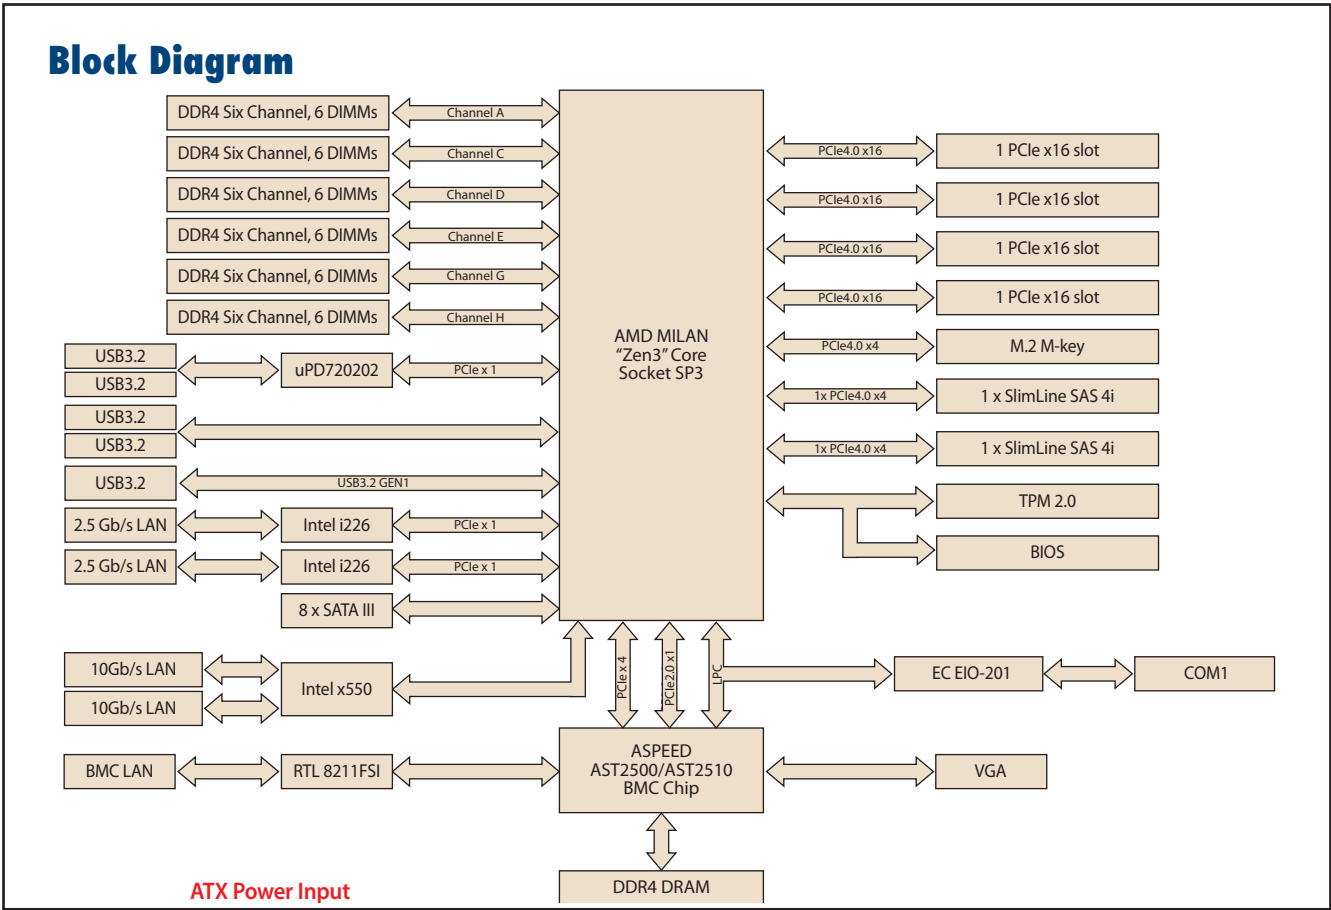 Block Diagram
DDR4 Six Channel, 6 DIMMs
Channel A
DDR4 Six Channel, 6 DIMMs
Channel C
DDR4 Six Channel, 6 DIMMs
Channel D
DDR4 Six Channel, 6 DIMMs
Channel E
DDR4 Six Channel, 6 DIMMs
Channel G
DDR4 Six Channel, 6 DIMMs
Channel H
USB3.2
USB3.2
uPD720202
PCIe x 1
USB3.2
USB3.2
USB3.2
USB3.2 GEN1
2.5 Gb/s LAN
Intel i226
PCIe x 1
2.5 Gb/s LAN
Intel i226
PCIe x 1
8 x SATA III
AMD MILAN
“Zen3” Core
Socket SP3
PCIe4.0 x16
1 PCIe x16 slot
PCIe4.0 x16
1 PCIe x16 slot
PCIe4.0 x16
1 PCIe x16 slot
PCIe4.0 x16
1 PCIe x16 slot
PCIe4.0 x4
M.2 M-key
1x PCIe4.0 x4
1 x SlimLine SAS 4i
1x PCIe4.0 x4
1 x SlimLine SAS 4i
TPM 2.0
BIOS
10Gb/s LAN
10Gb/s LAN
Intel x550
PCIe x 4
PCIe2.0 x1
LPC
EC EIO-201
COM1
BMC LAN
RTL 8211FSI
ASPEED
AST2500/AST2510
BMC Chip
VGA
DDR4 DRAM
ATX Power Input